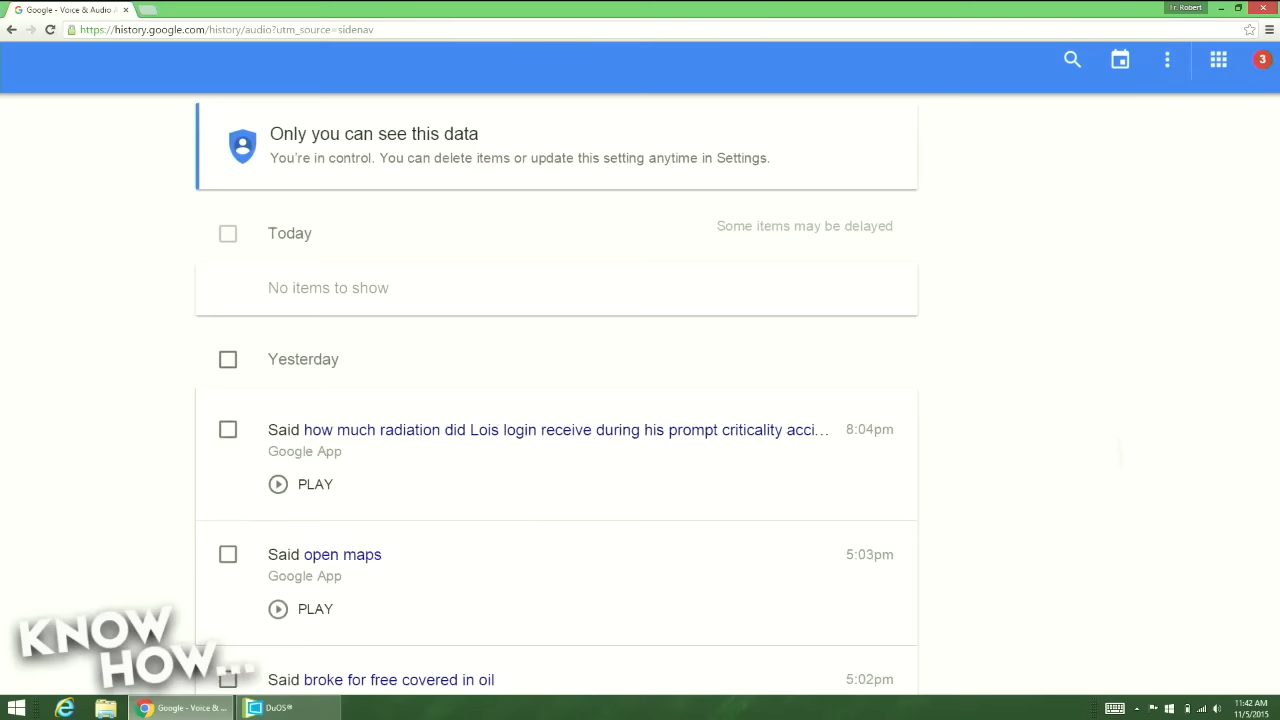 Google - Voice & Audio A
Fr. Robert
https://history.google.com/history/audio?utm_source=sidenav
3
Only you can see this data
You're in control. You can delete items or update this setting anytime in Settings.
Today
Some items may be delayed
No items to show
Yesterday
Said how much radiation did Lois login receive during his prompt criticality acci...
8:04pm
Google App
PLAY
Said open maps
5:03pm
Google App
PLAY
KNOW
HOW...
Said broke for free covered in oil
5:02pm
Google - Voice & ...
DuOS®
11:42 AM
11/5/2015